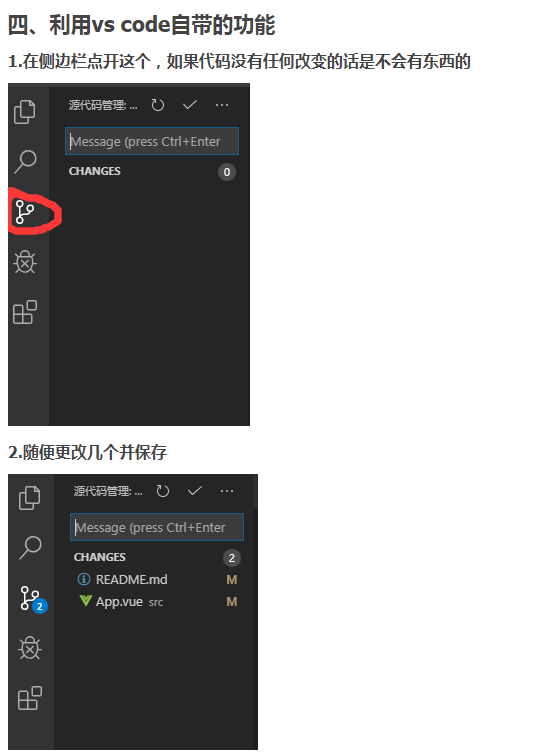 四、利用vs code自带的功能
1.在侧边栏点开这个，如果代码没有任何改变的话是不会有东西的
源代码管理: ...
Message (press Ctrl+Enter
CHANGES 0
2.随便更改几个并保存
源代码管理: ...
Message (press Ctrl+Enter
CHANGES 2
README.md M
App.vue src M
2